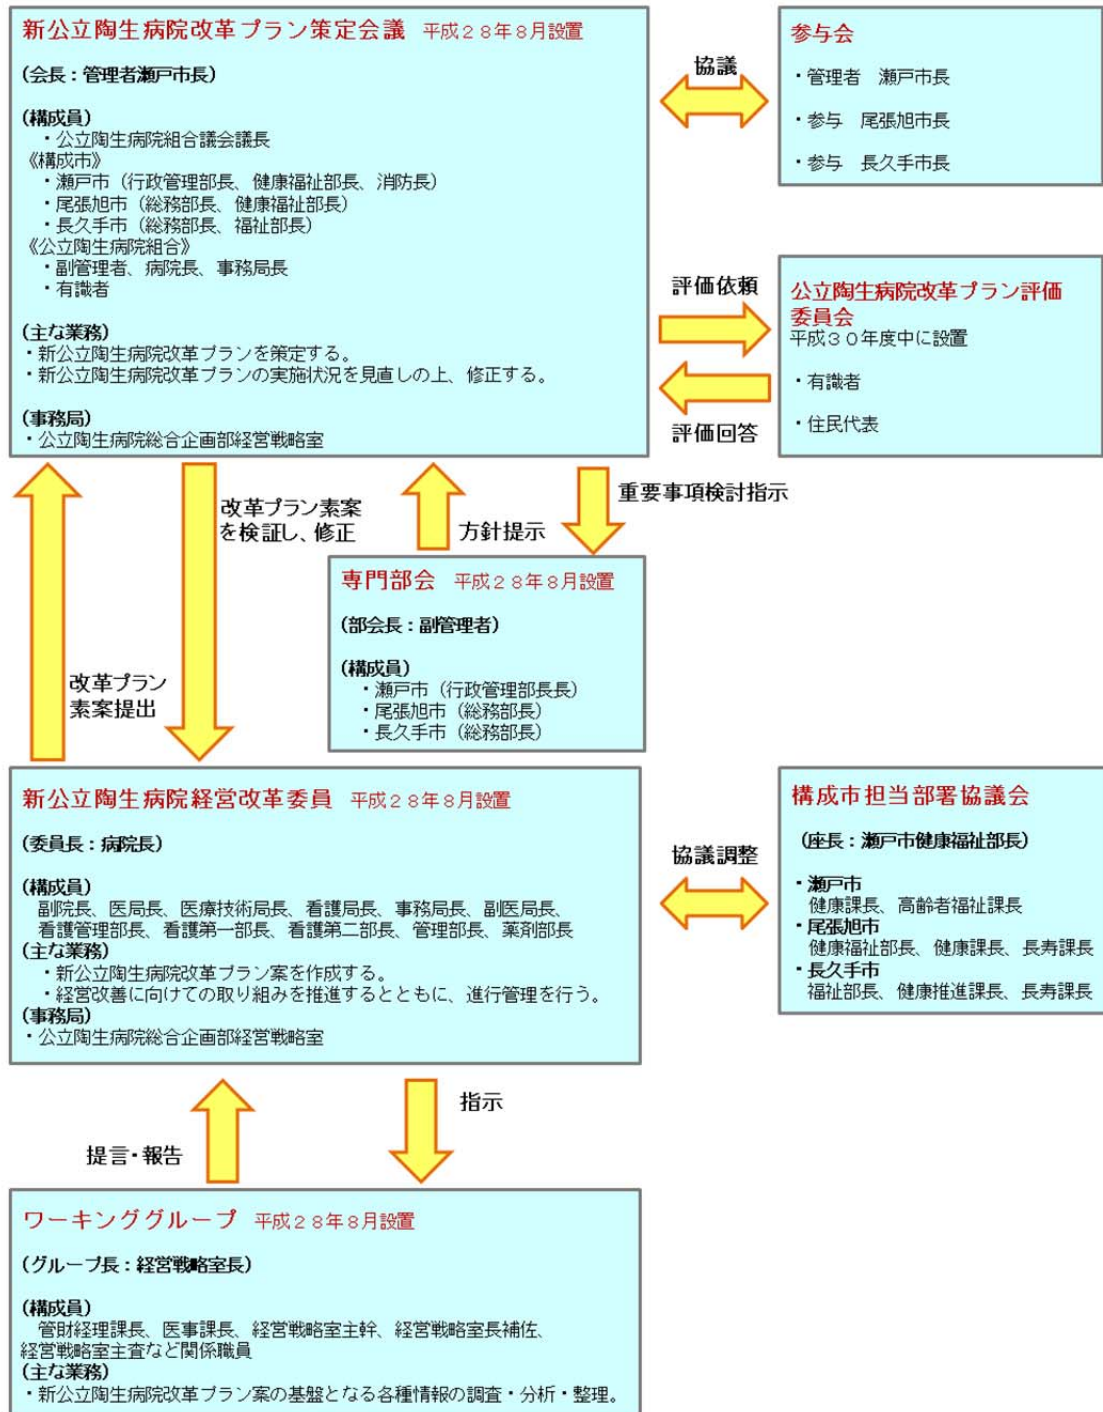 新公立陶生病院改革プラン策定会議 平成２８年８月設置
(会長：管理者瀬戸市長)
(構成員)
・公立陶生病院組合議会議長
《構成市》
・瀬戸市（行政管理部長、健康福祉部長、消防長）
・尾張旭市（総務部長、健康福祉部長）
・長久手市（総務部長、福祉部長）
《公立陶生病院組合》
・副管理者、病院長、事務局長
・有識者
(主な業務)
・新公立陶生病院改革プランを策定する。
・新公立陶生病院改革プランの実施状況を見直しの上、修正する。
(事務局)
・公立陶生病院総合企画部経営戦略室
協議
参与会
・管理者　瀬戸市長
・参与　尾張旭市長
・参与　長久手市長
評価依頼
評価回答
公立陶生病院改革プラン評価
委員会
平成３０年度中に設置
・有識者
・住民代表
改革プラン素案
を検証し、修正
方針提示
重要事項検討指示
専門部会 平成２８年８月設置
(部会長：副管理者)
(構成員)
・瀬戸市（行政管理部長長）
・尾張旭市（総務部長）
・長久手市（総務部長）
改革プラン
素案提出
新公立陶生病院経営改革委員 平成２８年８月設置
(委員長：病院長)
(構成員)
副院長、医局長、医療技術局長、看護局長、事務局長、副医局長、
看護管理部長、看護第一部長、看護第二部長、管理部長、薬剤部長
(主な業務)
・新公立陶生病院改革プラン案を作成する。
・経営改善に向けての取り組みを推進するとともに、進行管理を行う。
(事務局)
・公立陶生病院総合企画部経営戦略室
協議調整
構成市担当部署協議会
(座長：瀬戸市健康福祉部長)
・瀬戸市
健康課長、高齢者福祉課長
・尾張旭市
健康福祉部長、健康課長、長寿課長
・長久手市
福祉部長、健康推進課長、長寿課長
提言・報告
指示
ワーキンググループ 平成２８年８月設置
(グループ長：経営戦略室長)
(構成員)
管財経理課長、医事課長、経営戦略室主幹、経営戦略室長補佐、
経営戦略室主査など関係職員
(主な業務)
・新公立陶生病院改革プラン案の基盤となる各種情報の調査・分析・整理。